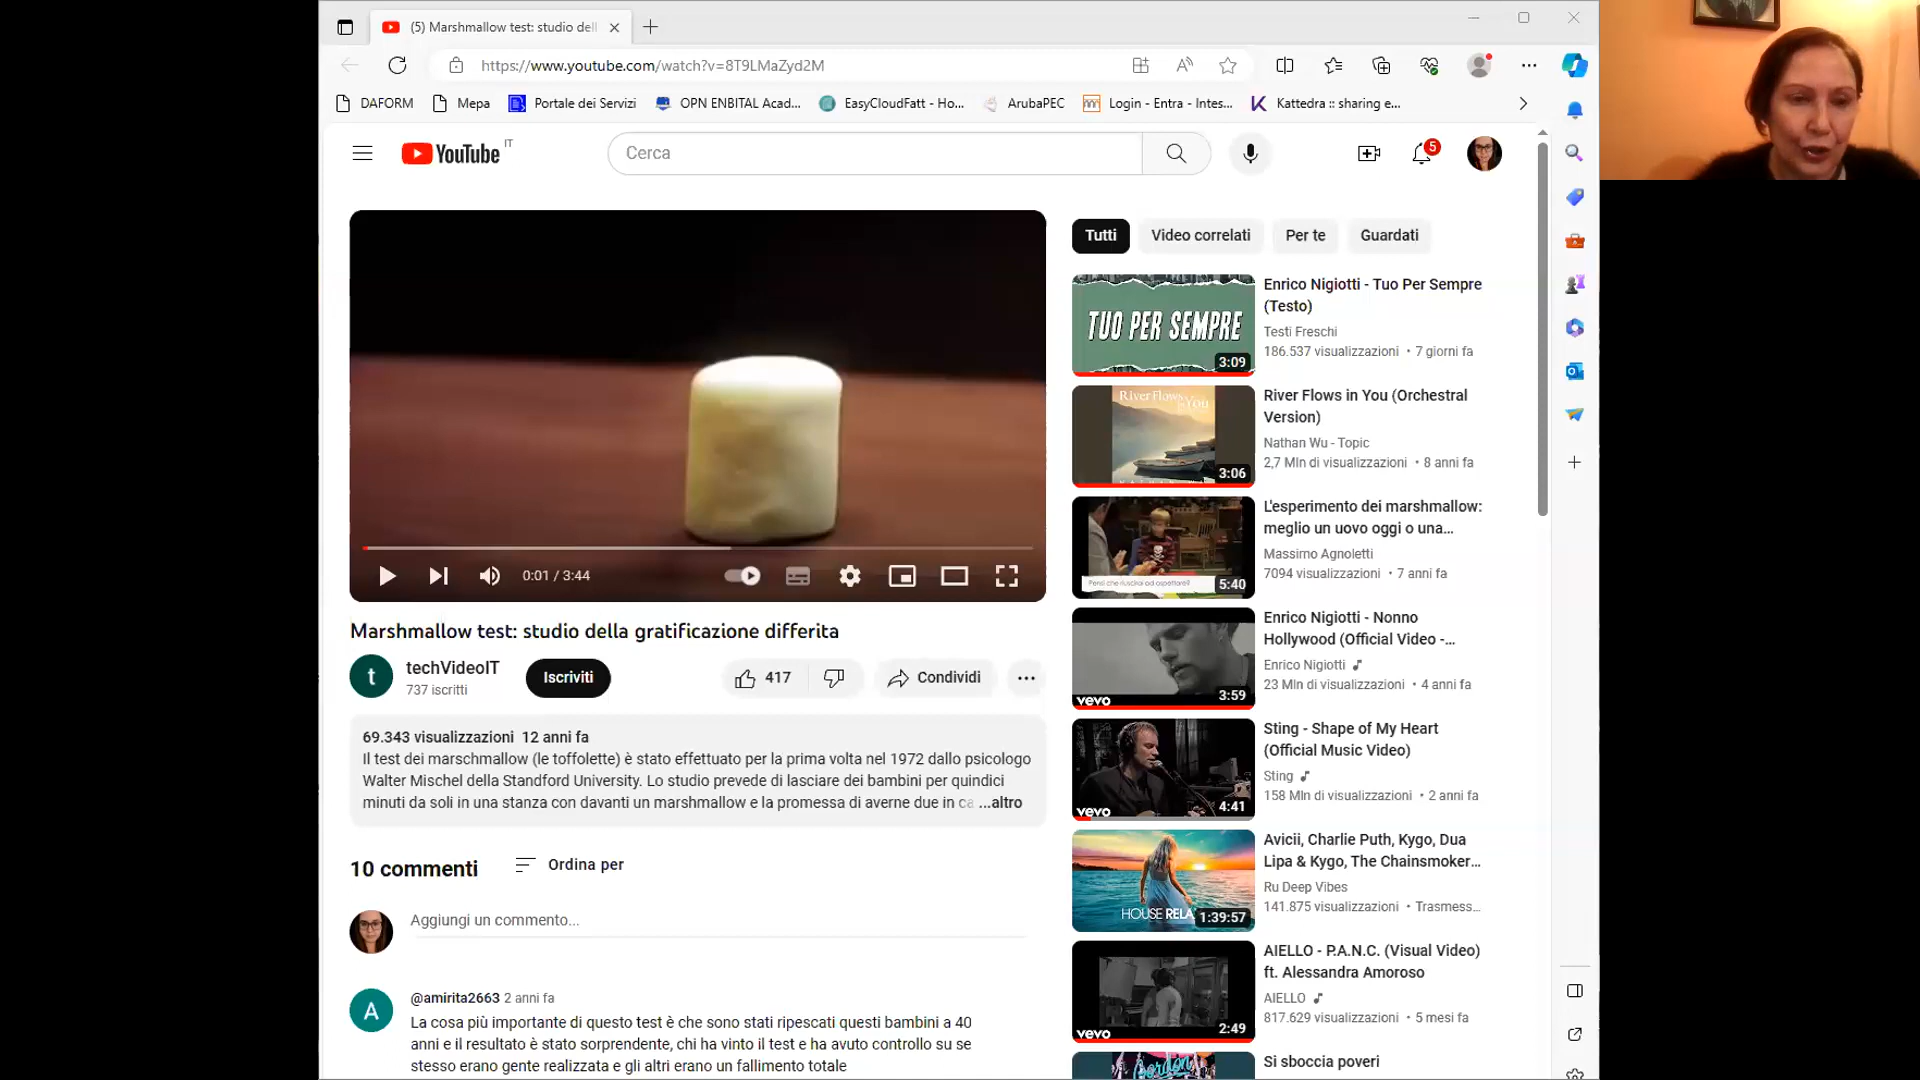 (5) Marshmallow test: studio del
https://www.youtube.com/watch?v=8T9LMaZyd2M
DAFORM
Mepa
Portale dei Servizi
OPN ENBITAL Acad...
EasyCloudFatt - Ho...
ArubaPEC
Login - Entra - Intes...
Kattedra :: sharing e...
YouTube IT
Cerca
5
0:01 / 3:44
Marshmallow test: studio della gratificazione differita
t
techVideoIT
737 iscritti
Iscriviti
417
Condividi
69.343 visualizzazioni 12 anni fa
Il test dei marschmallow (le toffolette) è stato effettuato per la prima volta nel 1972 dallo psicologo
Walter Mischel della Standford University. Lo studio prevede di lasciare dei bambini per quindici
minuti da soli in una stanza con davanti un marshmallow e la promessa di averne due in ca ...altro
10 commenti
Ordina per
Aggiungi un commento...
A
@amirita2663 2 anni fa
La cosa più importante di questo test è che sono stati ripescati questi bambini a 40
anni e il resultato è stato sorprendente, chi ha vinto il test e ha avuto controllo su se
stesso erano gente realizzata e gli altri erano un fallimento totale
Tutti
Video correlati
Per te
Guardati
TUO PER SEMPRE
3:09
Enrico Nigiotti - Tuo Per Sempre
(Testo)
Testi Freschi
186.537 visualizzazioni • 7 giorni fa
River Flows in You
3:06
River Flows in You (Orchestral
Version)
Nathan Wu - Topic
2,7 Mln di visualizzazioni • 8 anni fa
Pensi che riuscirai ad aspettare?
5:40
L'esperimento dei marshmallow:
meglio un uovo oggi o una...
Massimo Agnoletti
7094 visualizzazioni • 7 anni fa
vevo
3:59
Enrico Nigiotti - Nonno
Hollywood (Official Video -...
Enrico Nigiotti
23 Mln di visualizzazioni • 4 anni fa
vevo
4:41
Sting - Shape of My Heart
(Official Music Video)
Sting
158 Mln di visualizzazioni • 2 anni fa
HOUSE RELA
1:39:57
Avicii, Charlie Puth, Kygo, Dua
Lipa & Kygo, The Chainsmoker...
Ru Deep Vibes
141.875 visualizzazioni • Trasmess...
vevo
2:49
AIELLO - P.A.N.C. (Visual Video)
ft. Alessandra Amoroso
AIELLO
817.629 visualizzazioni • 5 mesi fa
Gordon
Si sboccia poveri